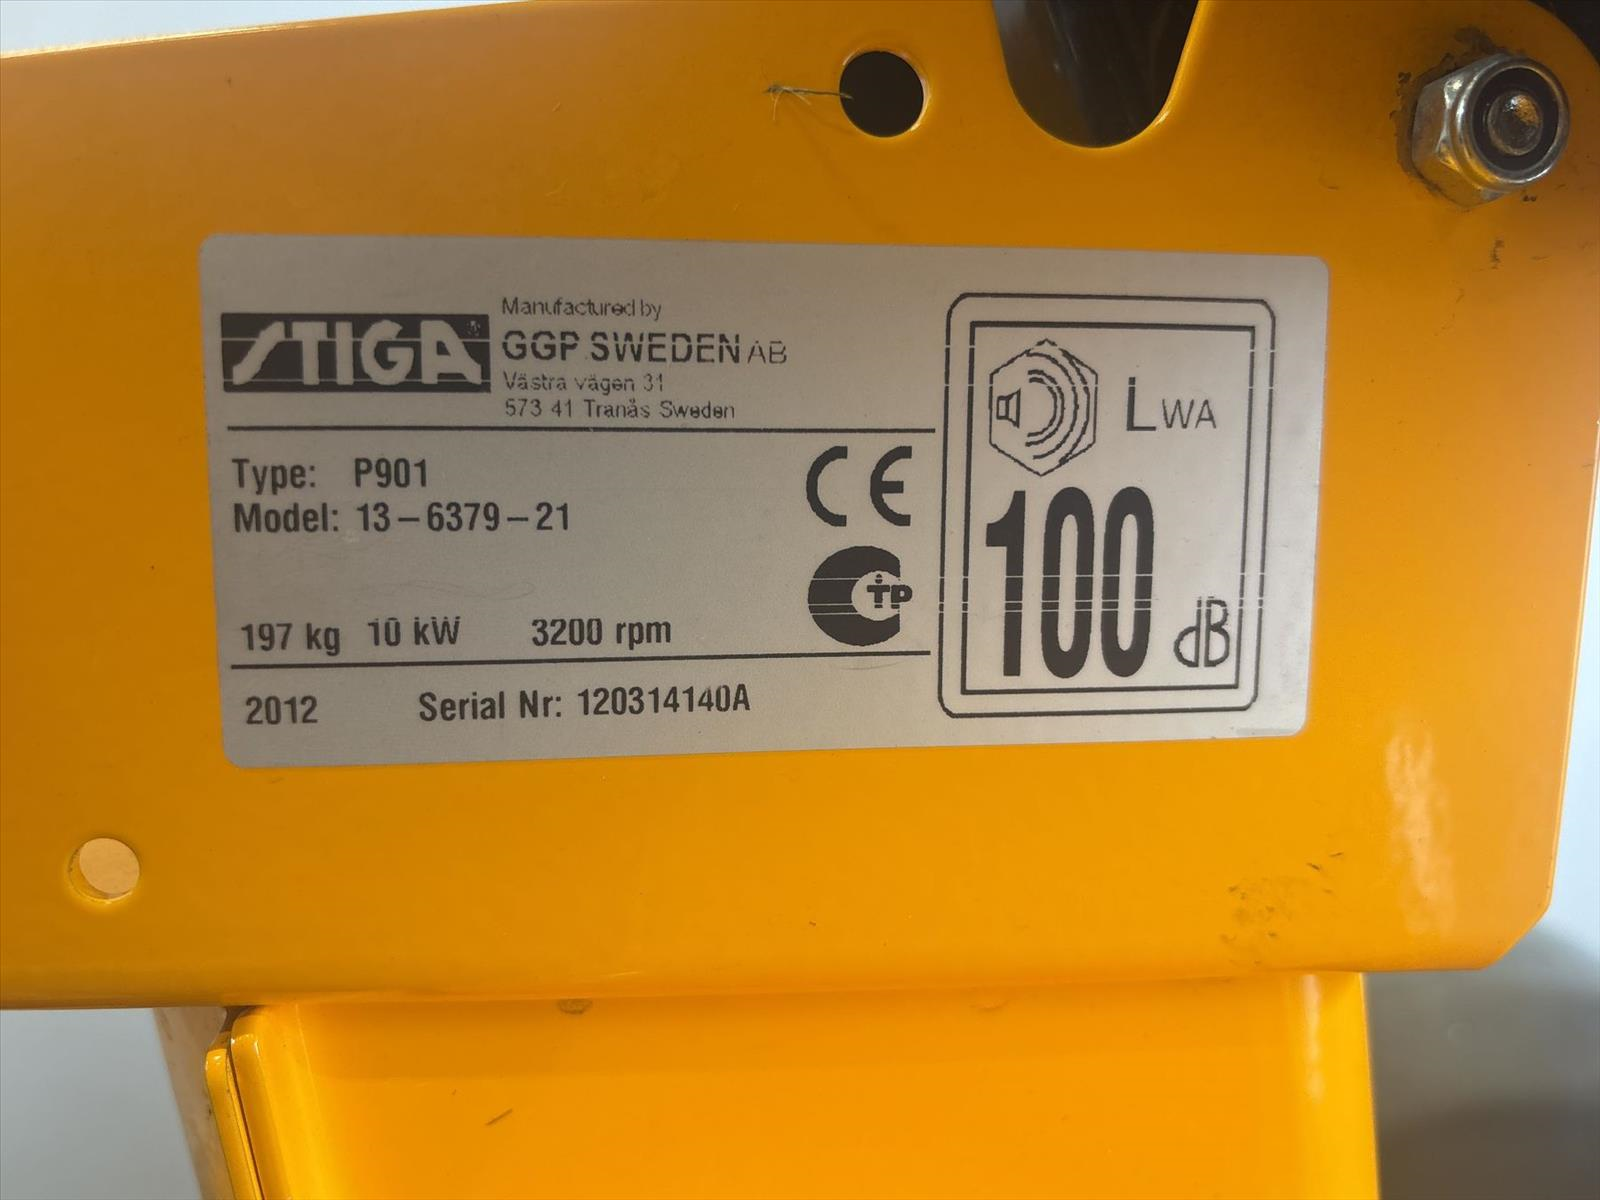 STIGA®
Manufactured by
GGP SWEDEN AB
Västra vägen 31
573 41 Tranås Sweden
Type: P901
Model: 13-6379-21
197 kg 10 kW 3200 rpm
2012 Serial Nr: 120314140A
CE
LWA
100 dB